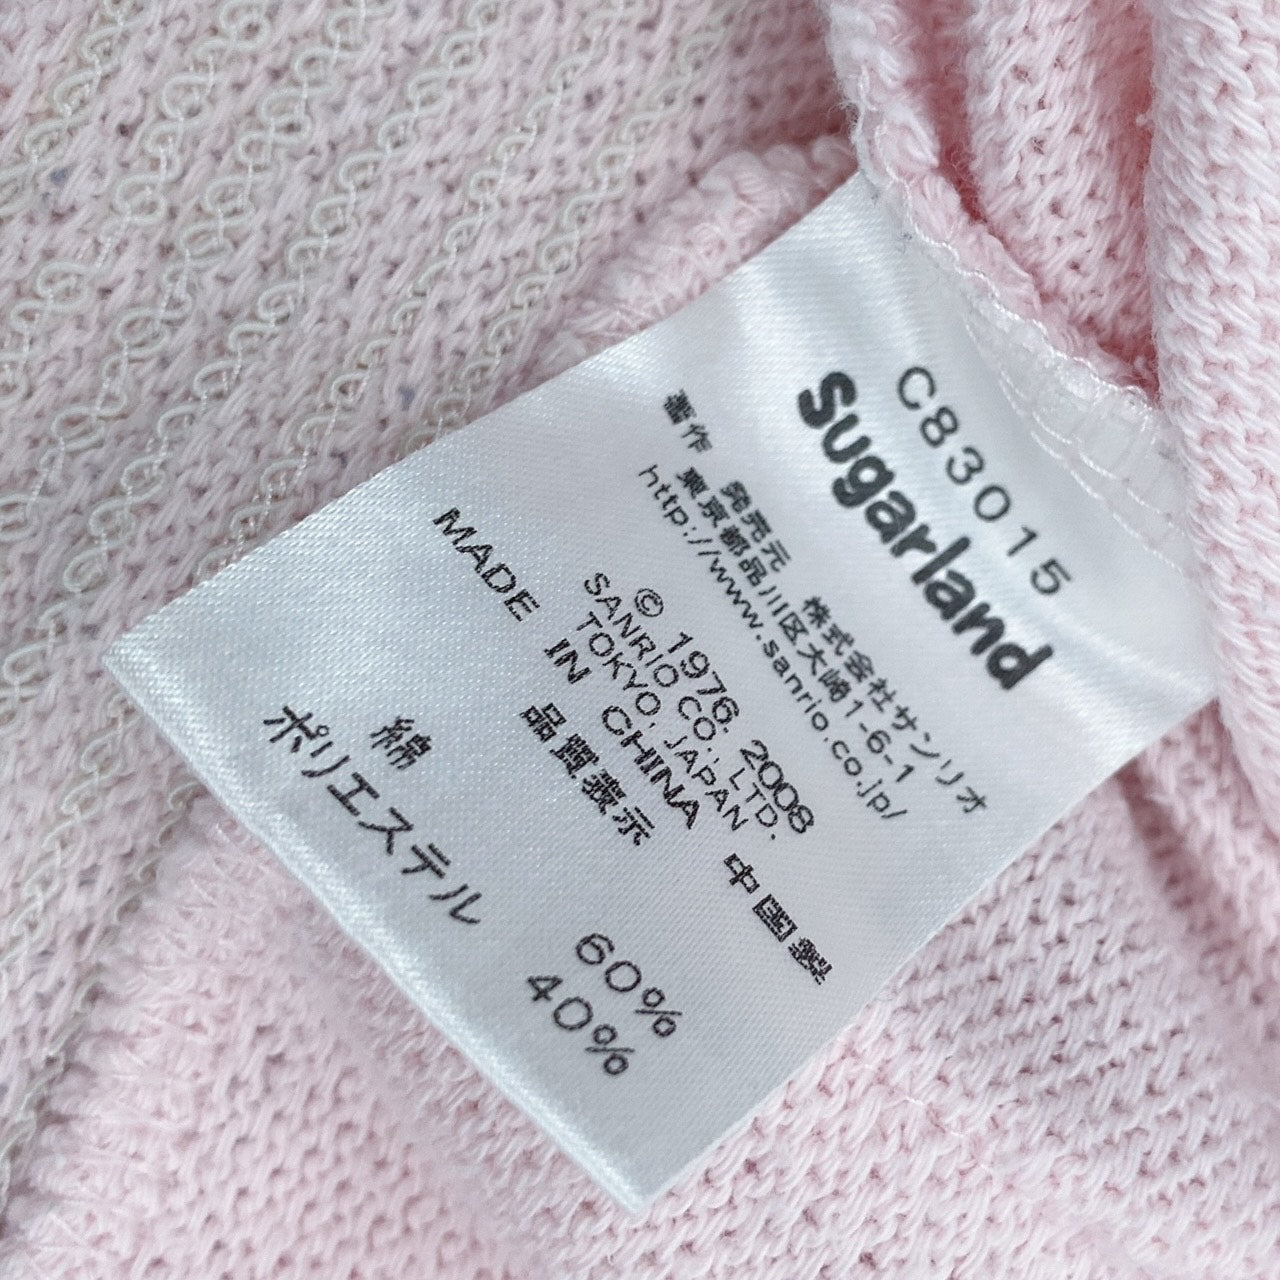 C83015
Sugarland
著作 発売元 株式会社サンリオ
東京都品川区大崎1-6-1
http://www.sanrio.co.jp/
© 1976, 2008
SANRIO CO., LTD.
TOKYO, JAPAN
MADE IN CHINA 中国製
品質表示
綿 60%
ポリエステル 40%